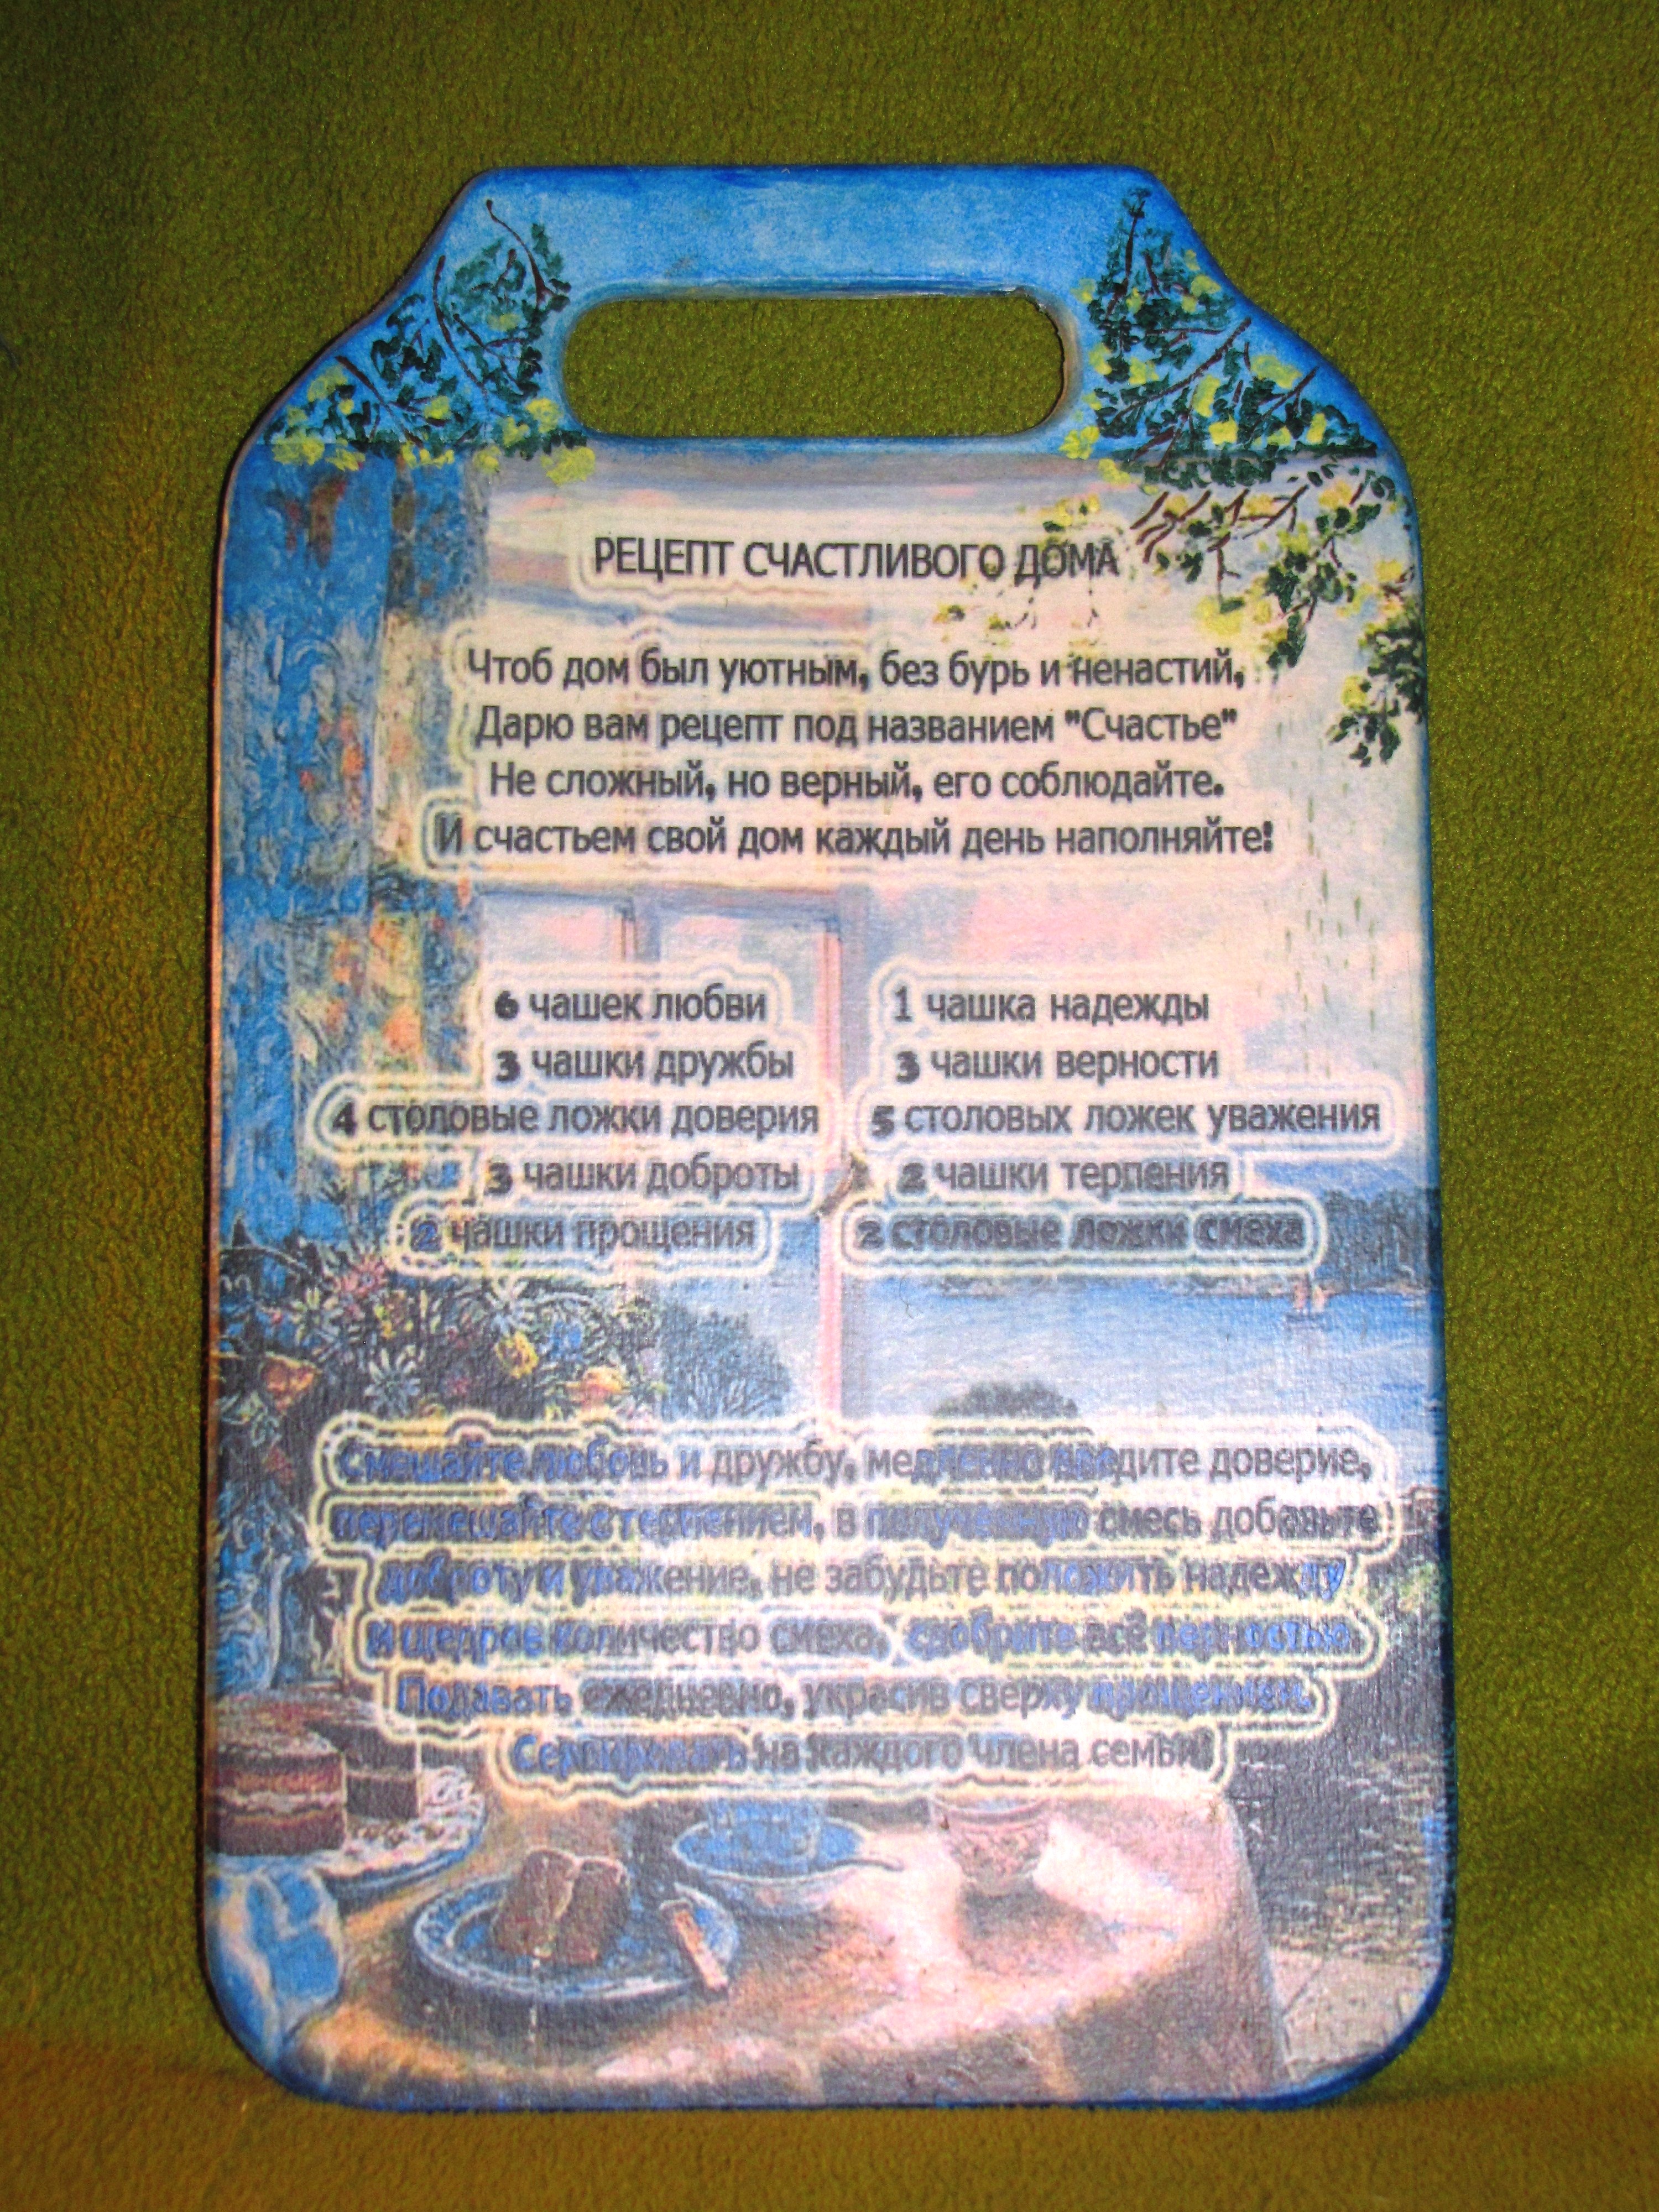 РЕЦЕПТ СЧАСТЛИВОГО ДОМА
Чтоб дом был уютным, без бурь и ненастий,
Дарю вам рецепт под названием "Счастье"
Не сложный, но верный, его соблюдайте.
И счастьем свой дом каждый день наполняйте!
6 чашек любви
1 чашка надежды
3 чашки дружбы
3 чашки верности
4 столовые ложки доверия
5 столовых ложек уважения
3 чашки доброты
2 чашки терпения
2 чашки прощения
2 столовые ложки смеха
Смешайте любовь и дружбу, медленно введите доверие,
перемешайте с терпением, в полученную смесь добавьте
доброту и уважение, не забудьте положить надежду
и щедрое количество смеха, сдобрите всё верностью.
Подавать ежедневно, украсив сверху прощением.
Сервировать на каждого члена семьи!